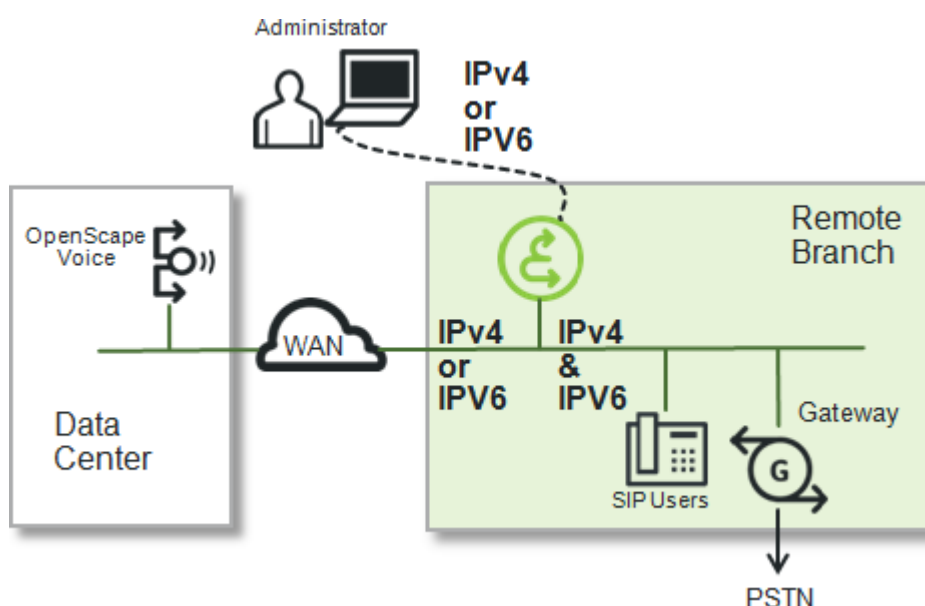 Administrator
IPv4
or
IPV6
OpenScape
Voice
Remote
Branch
WAN
IPv4
or
IPV6
IPv4
&
IPV6
Data
Center
Gateway
G
SIP Users
PSTN